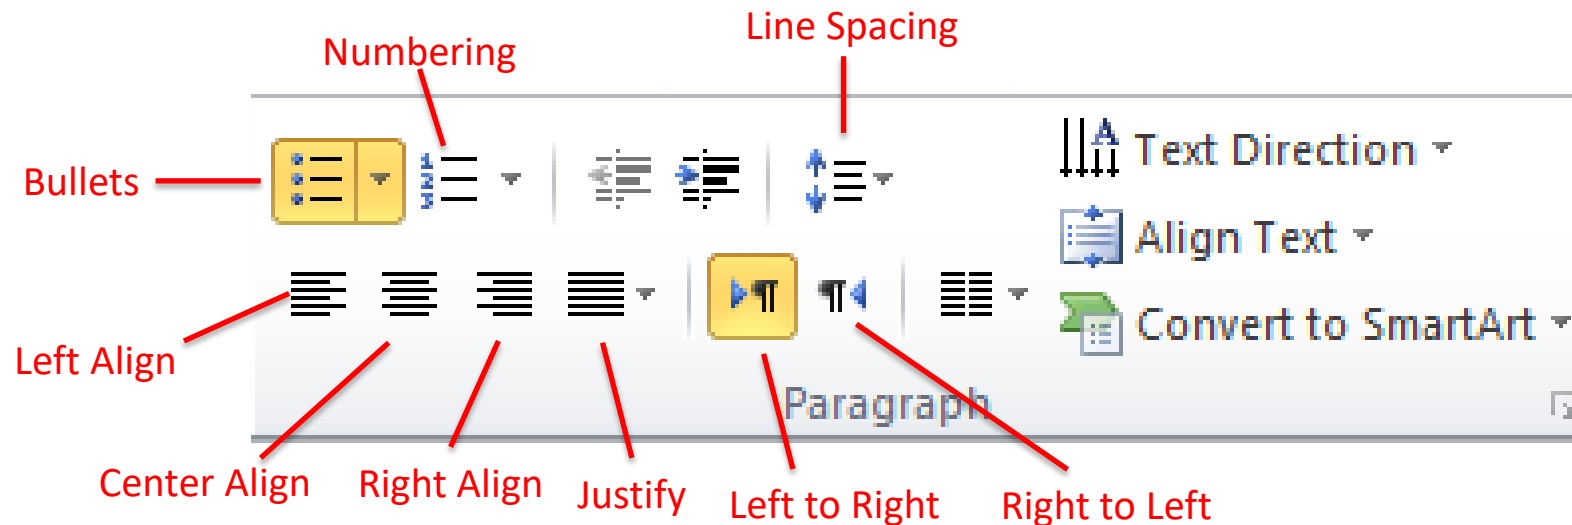 Line Spacing
Numbering
Bullets
Text Direction
Align Text
Left Align
Convert to SmartArt
Paragraph
Center Align
Right Align
Justify
Left to Right
Right to Left